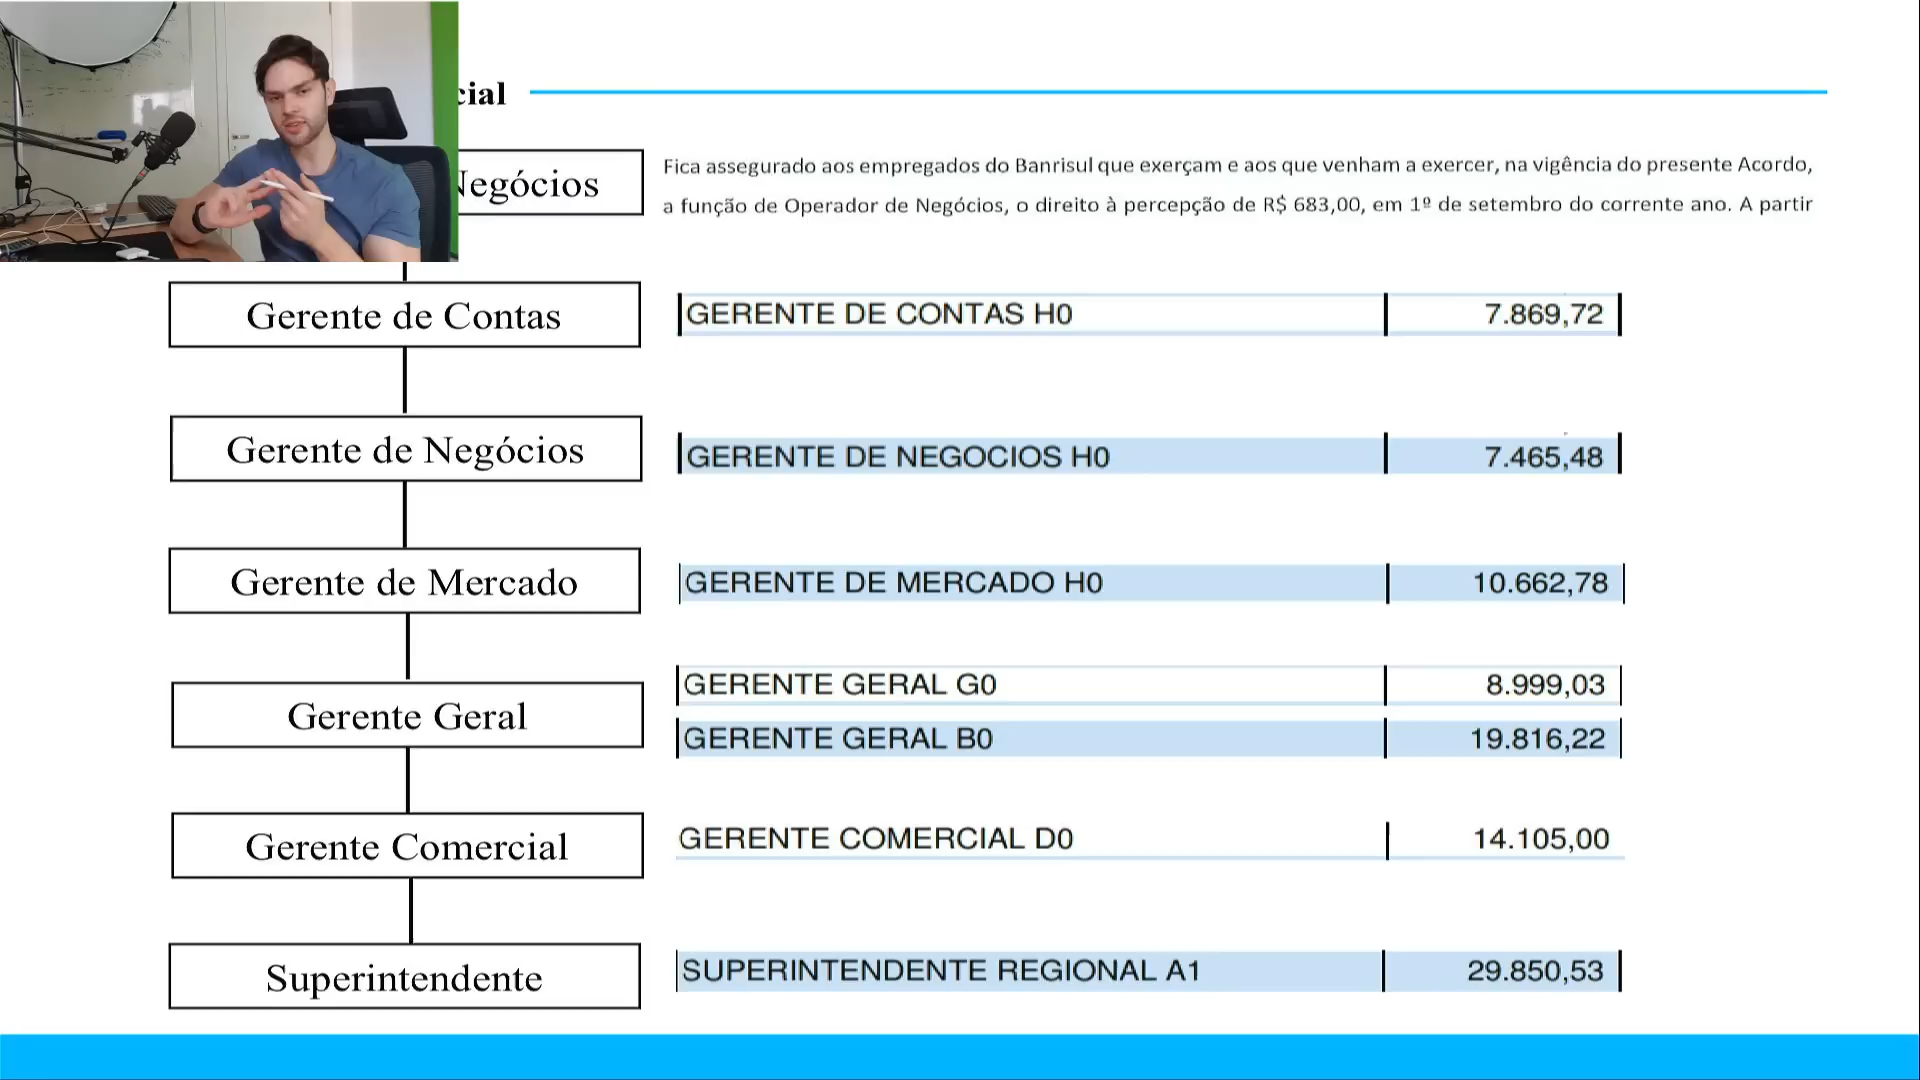 cial
Negócios
Fica assegurado aos empregados do Banrisul que exerçam e aos que venham a exercer, na vigência do presente Acordo,
a função de Operador de Negócios, o direito à percepção de R$ 683,00, em 1º de setembro do corrente ano. A partir
Gerente de Contas
GERENTE DE CONTAS H0 7.869,72
Gerente de Negócios
GERENTE DE NEGOCIOS H0 7.465,48
Gerente de Mercado
GERENTE DE MERCADO H0 10.662,78
Gerente Geral
GERENTE GERAL G0 8.999,03
GERENTE GERAL B0 19.816,22
Gerente Comercial
GERENTE COMERCIAL D0 14.105,00
Superintendente
SUPERINTENDENTE REGIONAL A1 29.850,53